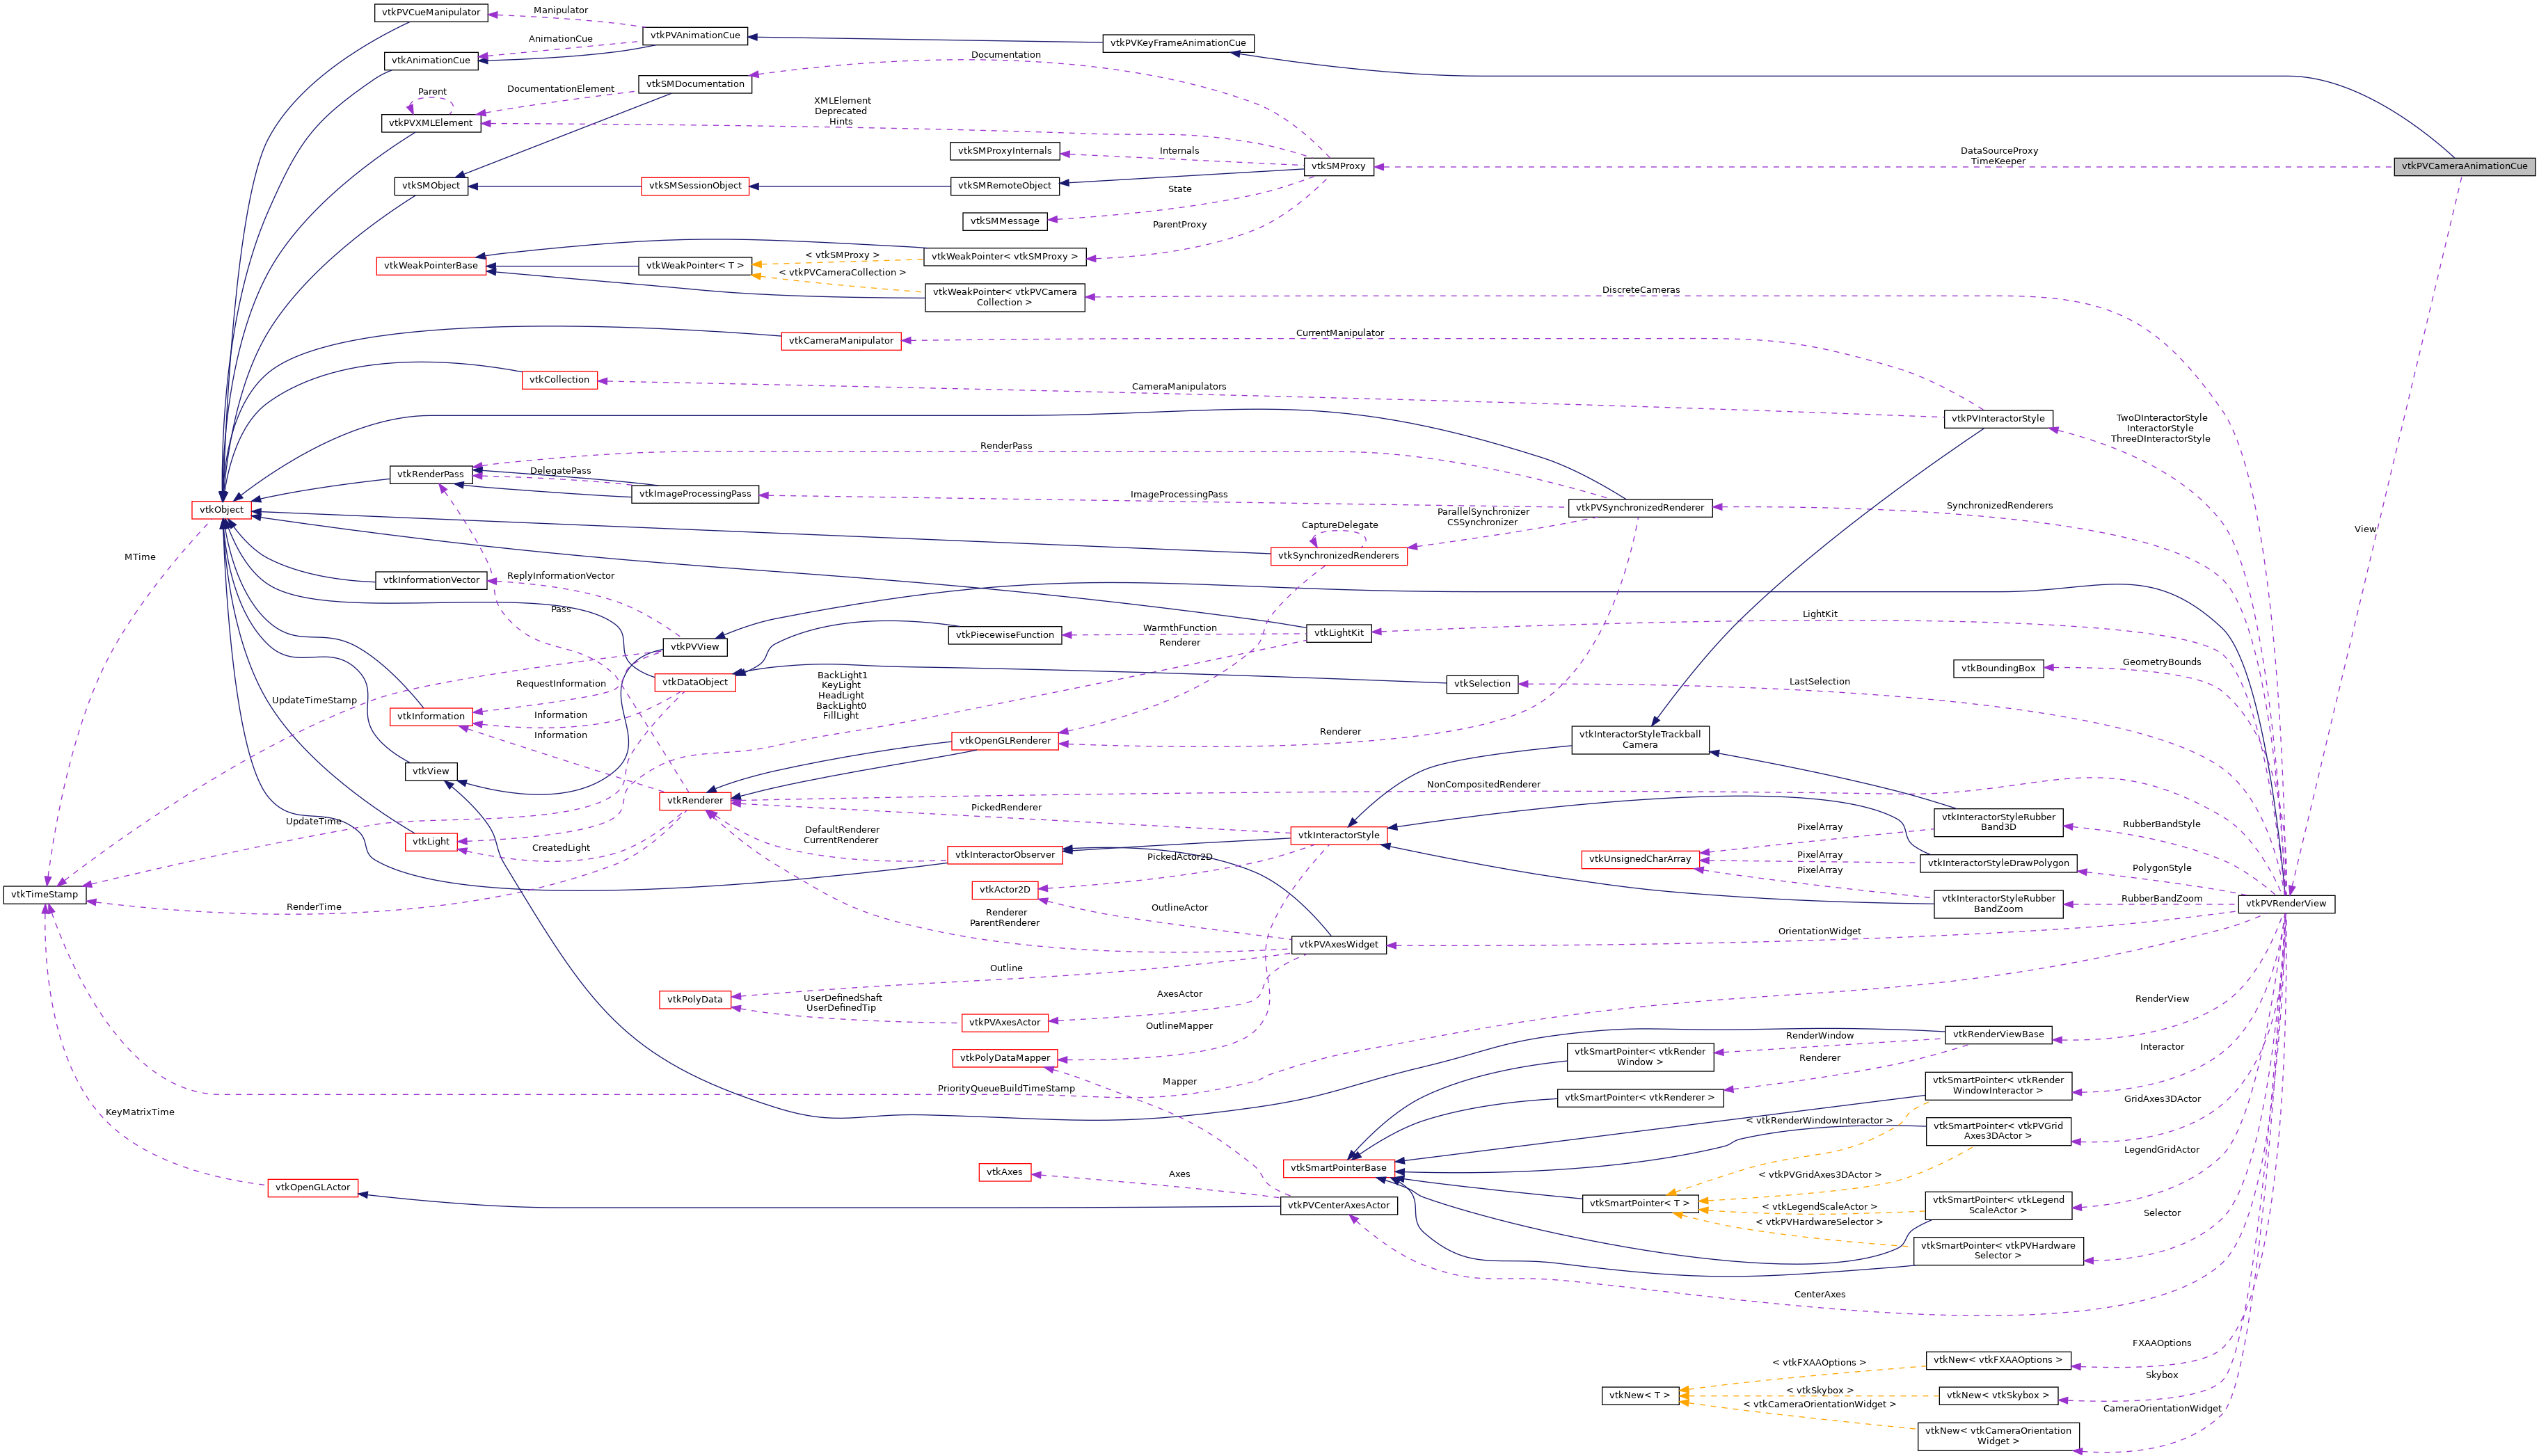 vtkPVCueManipulator
Manipulator
vtkPVAnimationCue
AnimationCue
vtkPVKeyFrameAnimationCue
vtkAnimationCue
Documentation
vtkSMDocumentation
DocumentationElement
Parent
vtkPVXMLElement
XMLElement
Deprecated
Hints
vtkSMProxyInternals
Internals
vtkSMProxy
DataSourceProxy
TimeKeeper
vtkPVCameraAnimationCue
vtkSMObject
vtkSMSessionObject
vtkSMRemoteObject
State
vtkSMMessage
ParentProxy
vtkWeakPointerBase
vtkWeakPointer< T >
< vtkSMProxy >
vtkWeakPointer< vtkSMProxy >
< vtkPVCameraCollection >
vtkWeakPointer< vtkPVCamera
Collection >
DiscreteCameras
vtkCameraManipulator
CurrentManipulator
vtkCollection
CameraManipulators
vtkPVInteractorStyle
TwoDInteractorStyle
InteractorStyle
ThreeDInteractorStyle
RenderPass
vtkRenderPass
DelegatePass
vtkImageProcessingPass
ImageProcessingPass
vtkObject
vtkPVSynchronizedRenderer
SynchronizedRenderers
ParallelSynchronizer
CSSynchronizer
CaptureDelegate
vtkSynchronizedRenderers
View
MTime
vtkInformationVector
ReplyInformationVector
Pass
vtkPVView
vtkPiecewiseFunction
WarmthFunction
Renderer
vtkLightKit
LightKit
vtkBoundingBox
GeometryBounds
vtkDataObject
RequestInformation
BackLight1
KeyLight
HeadLight
BackLight0
FillLight
vtkSelection
LastSelection
UpdateTimeStamp
vtkInformation
Information
Information
vtkOpenGLRenderer
Renderer
vtkInteractorStyleTrackball
Camera
vtkView
vtkRenderer
NonCompositedRenderer
PickedRenderer
UpdateTime
vtkLight
CreatedLight
DefaultRenderer
CurrentRenderer
vtkInteractorStyle
vtkInteractorStyleRubber
Band3D
RubberBandStyle
PixelArray
vtkInteractorObserver
PickedActor2D
vtkUnsignedCharArray
PixelArray
PixelArray
vtkInteractorStyleDrawPolygon
PolygonStyle
vtkTimeStamp
RenderTime
vtkActor2D
OutlineActor
vtkInteractorStyleRubber
BandZoom
RubberBandZoom
vtkPVRenderView
Renderer
ParentRenderer
vtkPVAxesWidget
OrientationWidget
Outline
vtkPolyData
UserDefinedShaft
UserDefinedTip
AxesActor
vtkPVAxesActor
OutlineMapper
RenderView
vtkRenderViewBase
RenderWindow
Renderer
vtkPolyDataMapper
vtkSmartPointer< vtkRender
Window >
Interactor
PriorityQueueBuildTimeStamp
Mapper
vtkSmartPointer< vtkRenderer >
vtkSmartPointer< vtkRender
WindowInteractor >
KeyMatrixTime
< vtkRenderWindowInteractor >
vtkSmartPointer< vtkPVGrid
Axes3DActor >
GridAxes3DActor
LegendGridActor
vtkOpenGLActor
vtkAxes
Axes
vtkSmartPointerBase
< vtkPVGridAxes3DActor >
vtkPVCenterAxesActor
vtkSmartPointer< T >
< vtkLegendScaleActor >
< vtkPVHardwareSelector >
vtkSmartPointer< vtkLegend
ScaleActor >
Selector
vtkSmartPointer< vtkPVHardware
Selector >
CenterAxes
FXAAOptions
vtkNew< vtkFXAAOptions >
< vtkFXAAOptions >
Skybox
vtkNew< T >
< vtkSkybox >
vtkNew< vtkSkybox >
< vtkCameraOrientationWidget >
CameraOrientationWidget
vtkNew< vtkCameraOrientation
Widget >